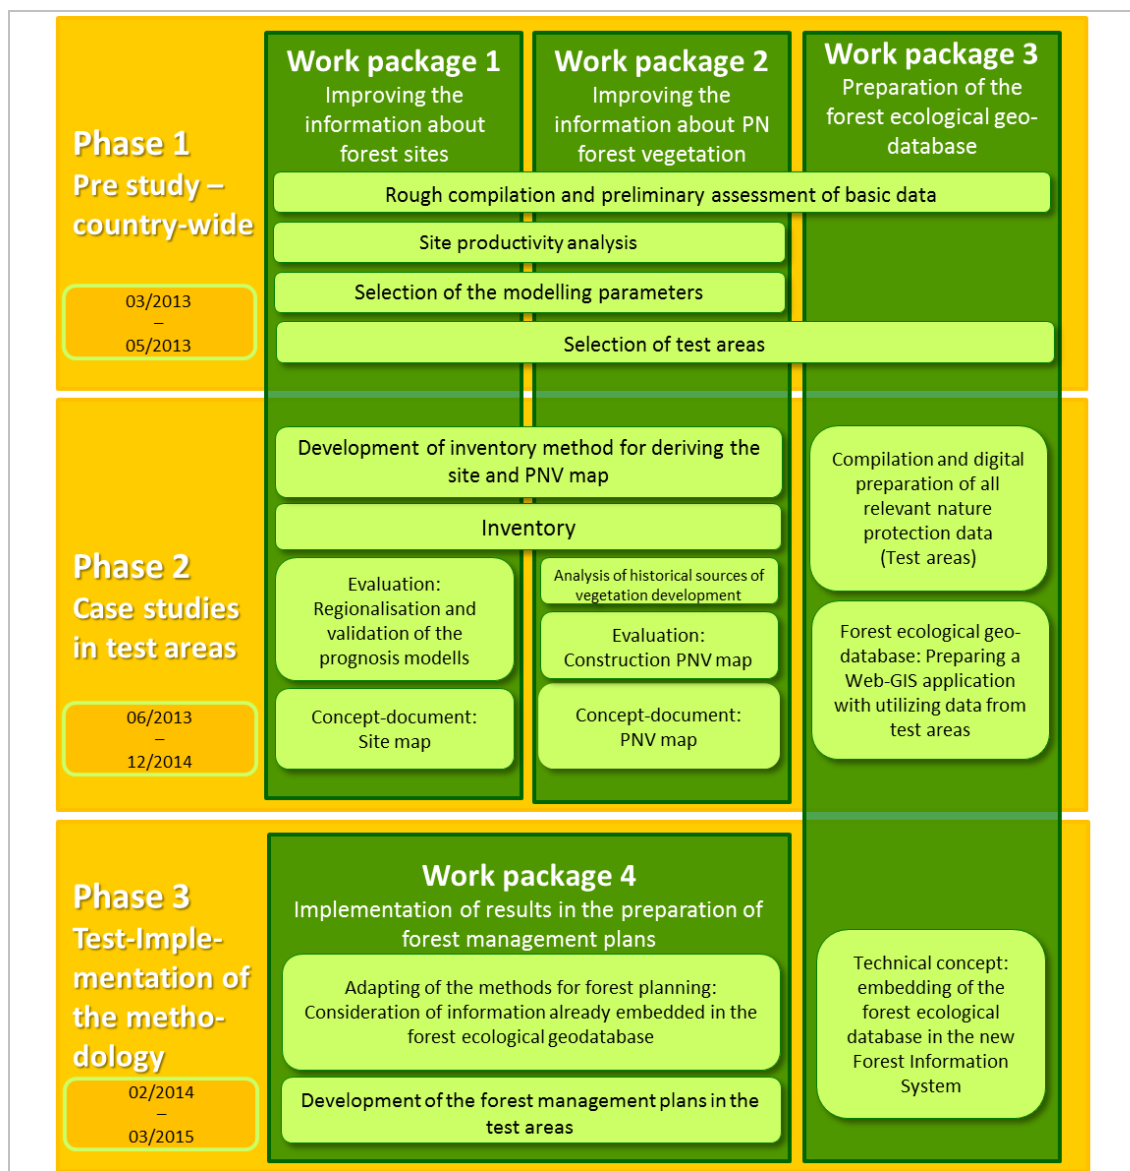 Phase 1
Pre study –
country-wide
03/2013
–
05/2013
Work package 1
Improving the
information about
forest sites
Work package 2
Improving the
information about PN
forest vegetation
Work package 3
Preparation of the
forest ecological geo-
database
Rough compilation and preliminary assessment of basic data
Site productivity analysis
Selection of the modelling parameters
Selection of test areas
Phase 2
Case studies
in test areas
06/2013
–
12/2014
Development of inventory method for deriving the
site and PNV map
Inventory
Evaluation:
Regionalisation and
validation of the
prognosis modells
Concept-document:
Site map
Analysis of historical sources of
vegetation development
Evaluation:
Construction PNV map
Concept-document:
PNV map
Compilation and digital
preparation of all
relevant nature
protection data
(Test areas)
Forest ecological geo-
database: Preparing a
Web-GIS application
with utilizing data from
test areas
Phase 3
Test-Imple-
mentation of
the metho-
dology
02/2014
–
03/2015
Work package 4
Implementation of results in the preparation of
forest management plans
Adapting of the methods for forest planning:
Consideration of information already embedded in the
forest ecological geodatabase
Development of the forest management plans in the
test areas
Technical concept:
embedding of the
forest ecological
database in the new
Forest Information
System